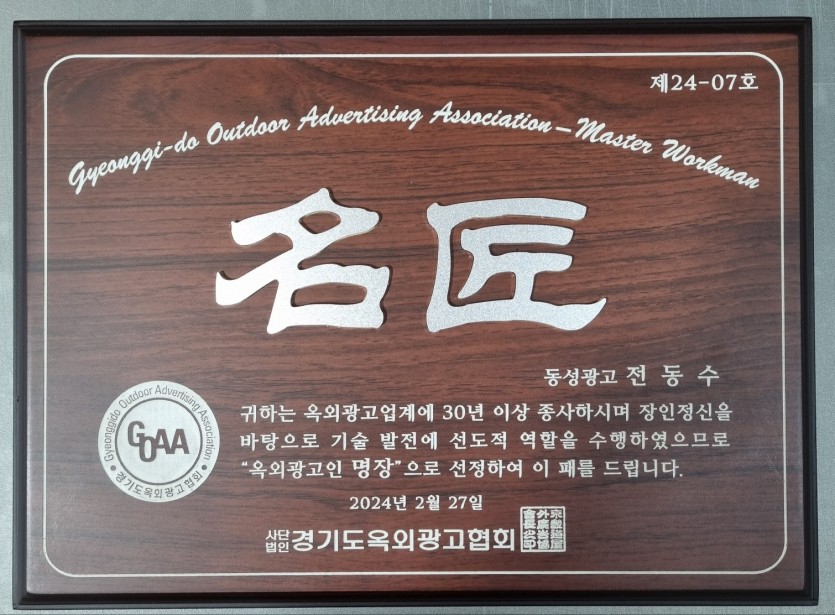 제24-07호
Gyeonggi-do Outdoor Advertising Association-Master Workman
名匠
동성광고 전 동 수
귀하는 옥외광고업계에 30년 이상 종사하시며 장인정신을
바탕으로 기술 발전에 선도적 역할을 수행하였으므로
“옥외광고인 명장”으로 선정하여 이 패를 드립니다.
Gyeonggido Outdoor Advertising Association
GOAA
경기도옥외광고협회
2024년 2월 27일
사단법인 경기도옥외광고협회